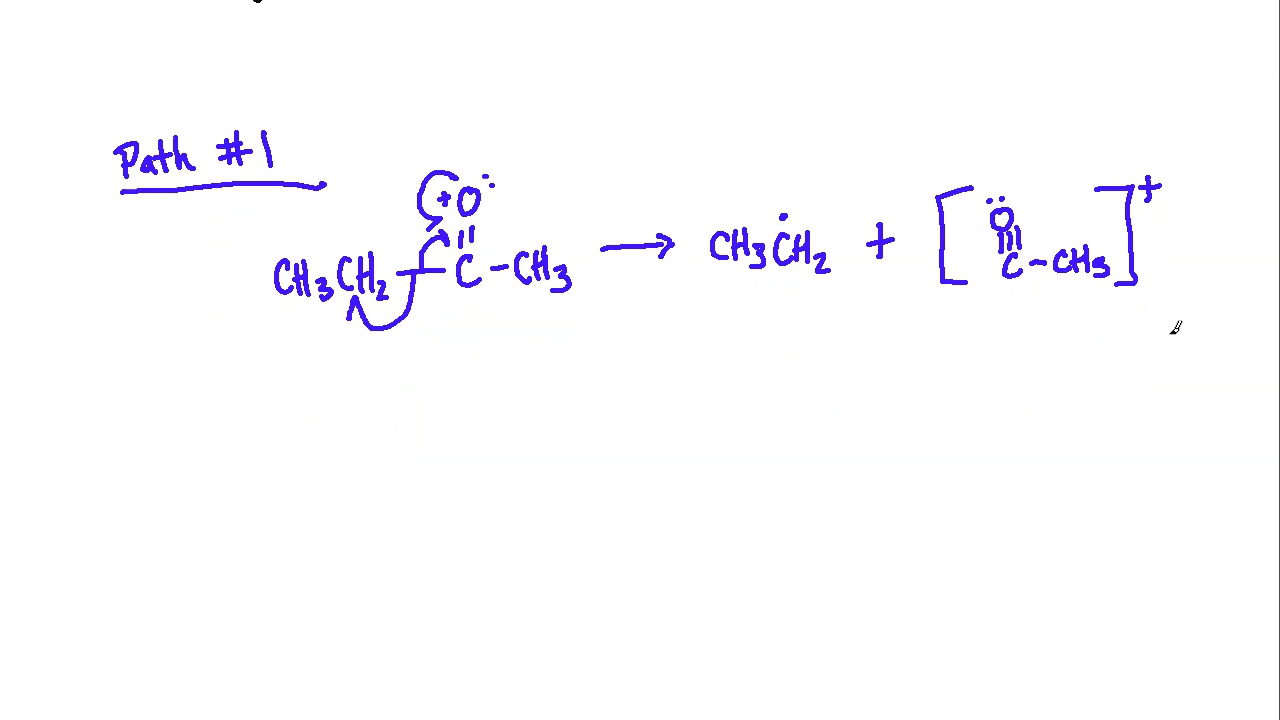 Path #1
+Ö Ö +
CH3CH2 – C – CH3 → CH3ĊH2 + [ C – CH3 ]